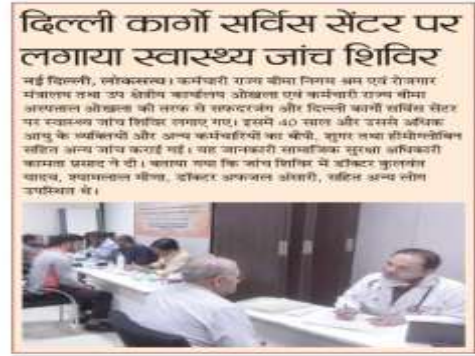 दिल्ली कार्गो सर्विस सेंटर पर
लगाया स्वास्थ्य जांच शिविर
नई दिल्ली, लोकसत्य। कर्मचारी राज्य बीमा निगम श्रम एवं रोजगार
मंत्रालय तथा उप क्षेत्रीय कार्यालय ओखला एवं कर्मचारी राज्य बीमा
अस्पताल ओखला की तरफ से सफदरजंग और दिल्ली कार्गो सर्विस सेंटर
पर स्वास्थ्य जांच शिविर लगाए गए। इसमें 40 साल और उससे अधिक
आयु के व्यक्तियों और अन्य कर्मचारियों का बीपी, शुगर तथा हीमोग्लोबिन
सहित अन्य जांच कराई गई। यह जानकारी सामाजिक सुरक्षा अधिकारी
कामता प्रसाद ने दी। बताया गया कि जांच शिविर में डॉक्टर कुलवंत
यादव, श्यामलाल मीणा, डॉक्टर अफजल अंसारी, सहित अन्य लोग
उपस्थित थे।